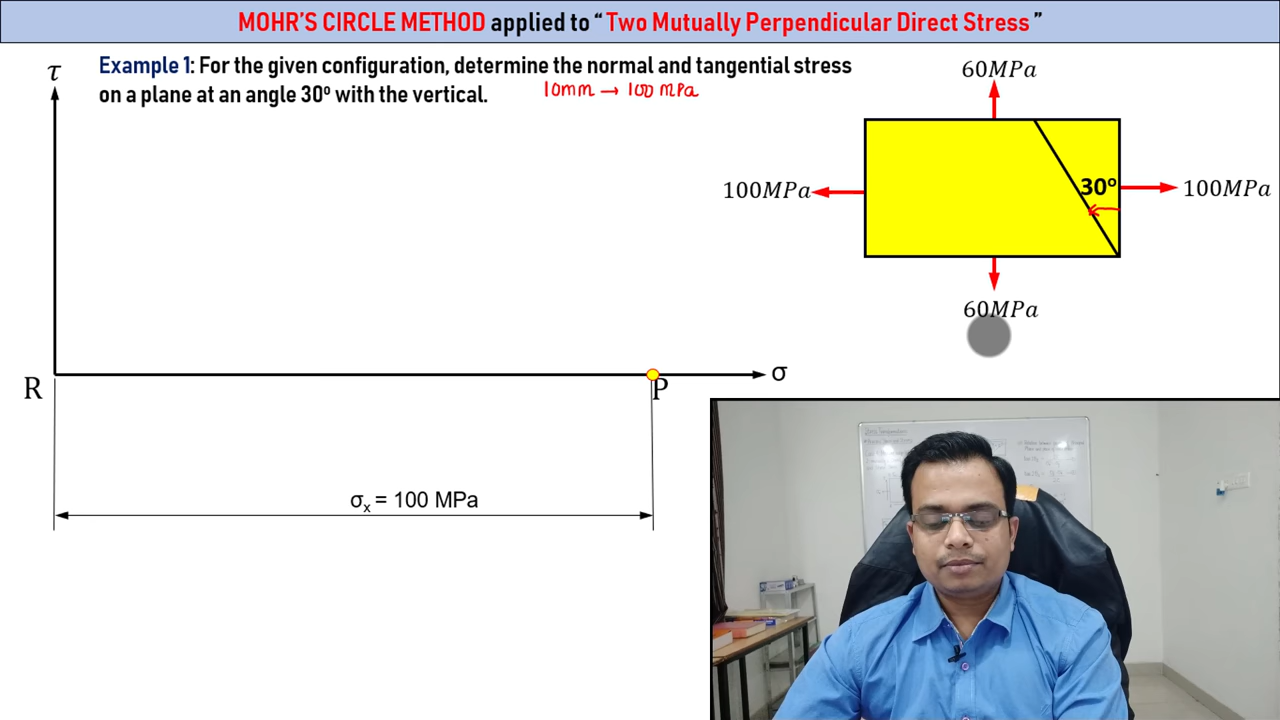 MOHR'S CIRCLE METHOD applied to “ Two Mutually Perpendicular Direct Stress ”
τ
Example 1: For the given configuration, determine the normal and tangential stress
on a plane at an angle 30⁰ with the vertical.
10mm → 100 MPa
60MPa
100MPa
30⁰
100MPa
60MPa
R
P
σ
σₓ = 100 MPa